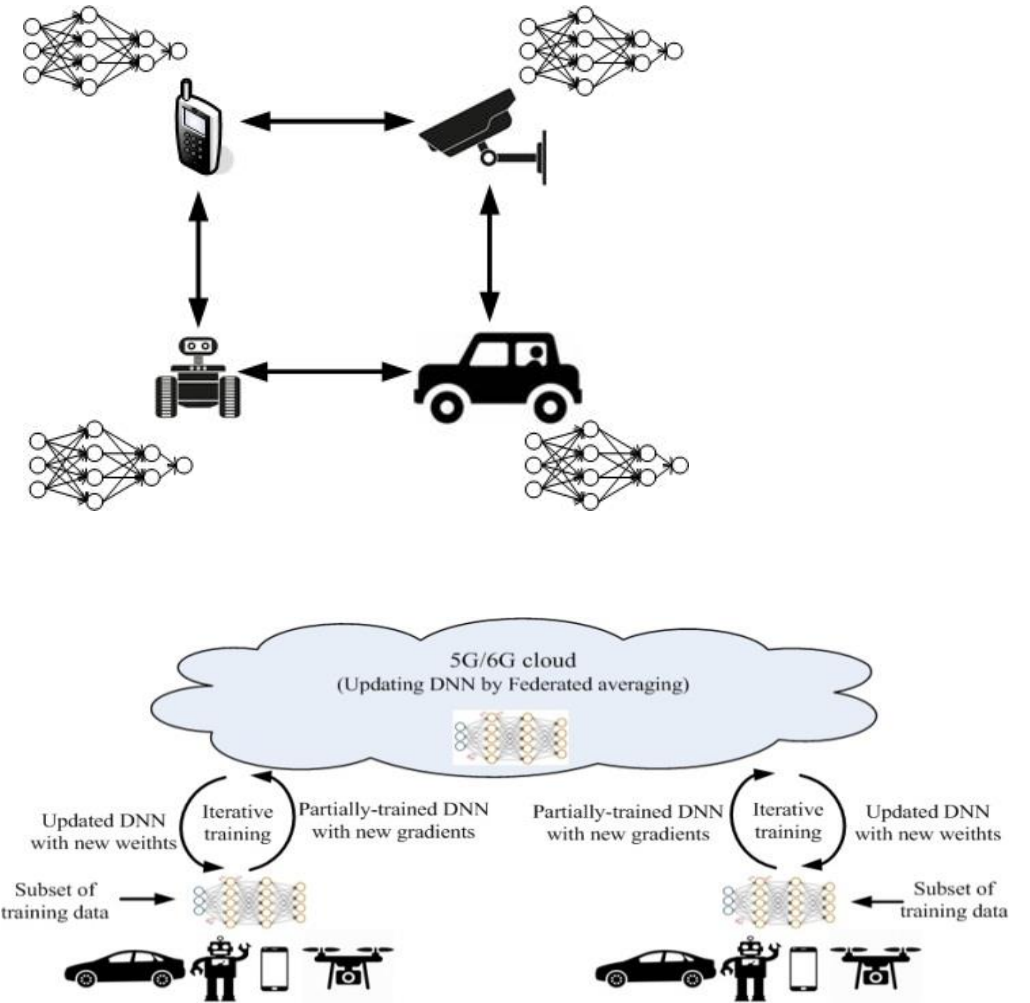 5G/6G cloud
(Updating DNN by Federated averaging)
Updated DNN
with new weithts
Iterative
training
Partially-trained DNN
with new gradients
Partially-trained DNN
with new gradients
Iterative
training
Updated DNN
with new weithts
Subset of
training data
Subset of
training data